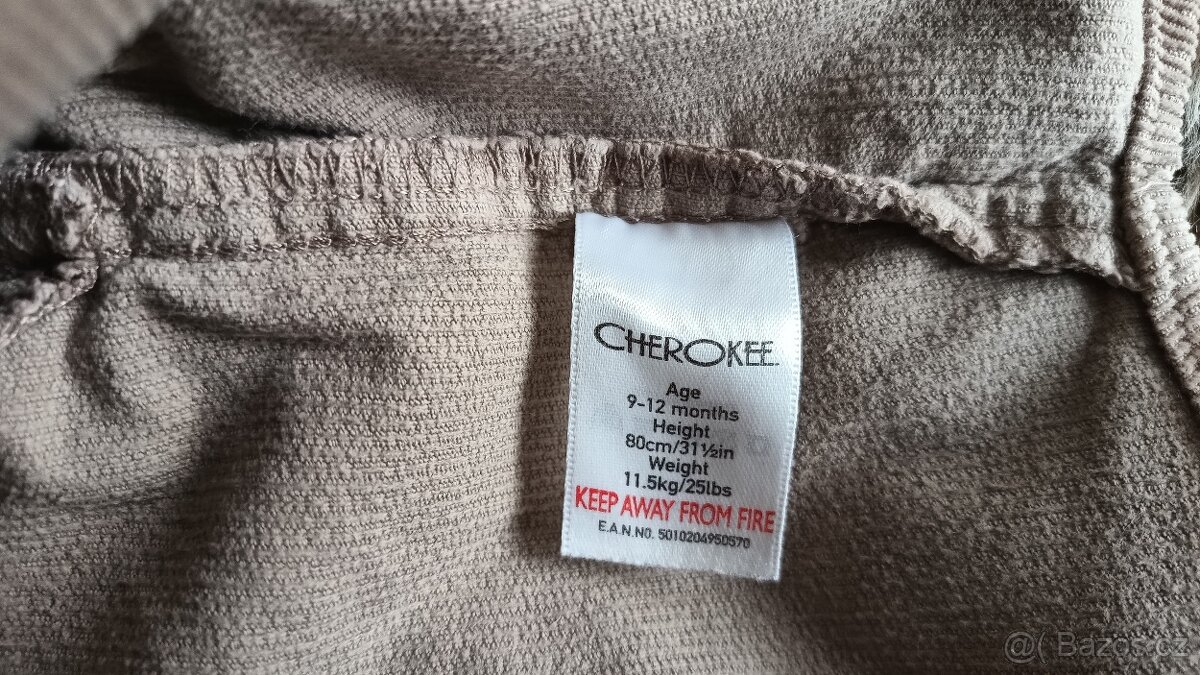 CHEROKEE
Age
9-12 months
Height
80cm/31½in
Weight
11.5kg/25lbs
KEEP AWAY FROM FIRE
E.A.N.NO. 5010204950570
@( Bazos.cz